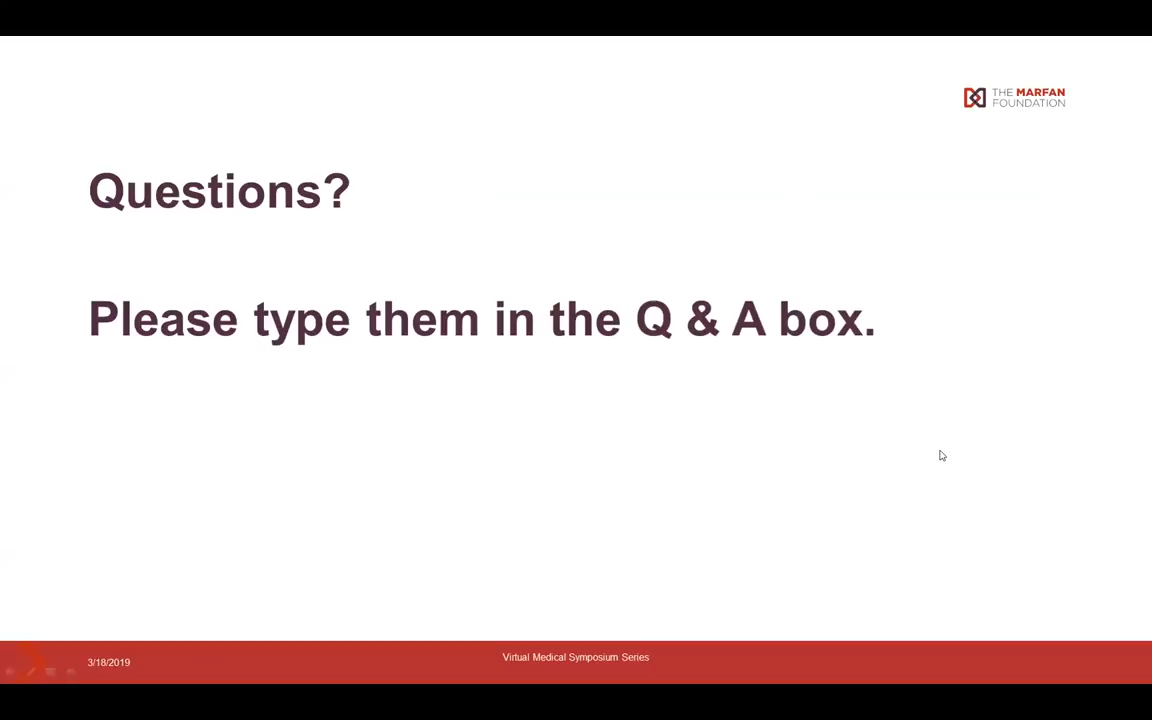 THE MARFAN
FOUNDATION
Questions?
Please type them in the Q & A box.
3/18/2019
Virtual Medical Symposium Series